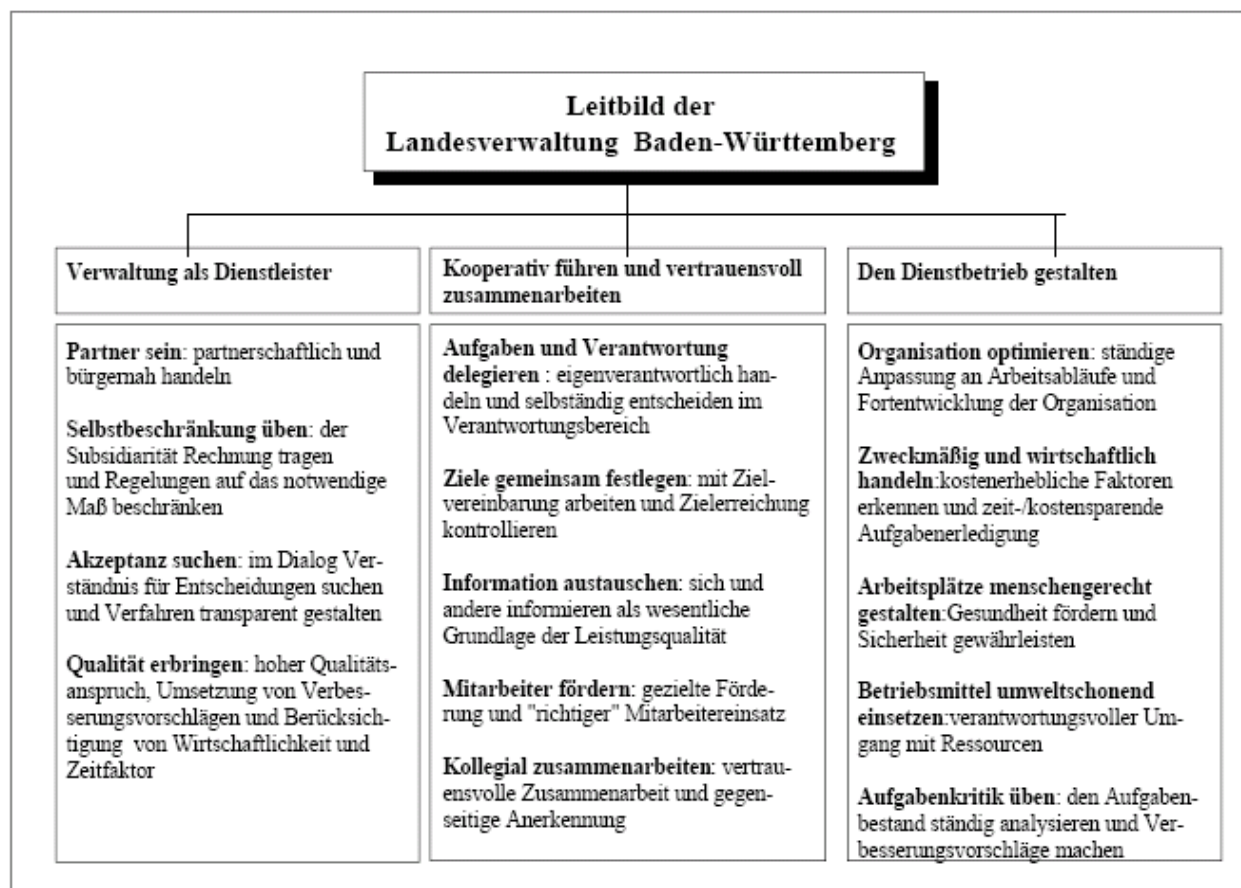 Leitbild der
Landesverwaltung Baden-Württemberg
Verwaltung als Dienstleister
Partner sein: partnerschaftlich und
bürgernah handeln
Selbstbeschränkung üben: der
Subsidiarität Rechnung tragen
und Regelungen auf das notwendige
Maß beschränken
Akzeptanz suchen: im Dialog Ver-
ständnis für Entscheidungen suchen
und Verfahren transparent gestalten
Qualität erbringen: hoher Qualitäts-
anspruch, Umsetzung von Verbes-
serungsvorschlägen und Berücksich-
tigung von Wirtschaftlichkeit und
Zeitfaktor
Kooperativ führen und vertrauensvoll
zusammenarbeiten
Aufgaben und Verantwortung
delegieren : eigenverantwortlich han-
deln und selbständig entscheiden im
Verantwortungsbereich
Ziele gemeinsam festlegen: mit Ziel-
vereinbarung arbeiten und Zielerreichung
kontrollieren
Information austauschen: sich und
andere informieren als wesentliche
Grundlage der Leistungsqualität
Mitarbeiter fördern: gezielte Förde-
rung und "richtiger" Mitarbeitereinsatz
Kollegial zusammenarbeiten: vertrau-
ensvolle Zusammenarbeit und gegen-
seitige Anerkennung
Den Dienstbetrieb gestalten
Organisation optimieren: ständige
Anpassung an Arbeitsabläufe und
Fortentwicklung der Organisation
Zweckmäßig und wirtschaftlich
handeln:kostenerhebliche Faktoren
erkennen und zeit-/kostensparende
Aufgabenerledigung
Arbeitsplätze menschengerecht
gestalten:Gesundheit fördern und
Sicherheit gewährleisten
Betriebsmittel umweltschonend
einsetzen:verantwortungsvoller Um-
gang mit Ressourcen
Aufgabenkritik üben: den Aufgaben-
bestand ständig analysieren und Ver-
besserungsvorschläge machen